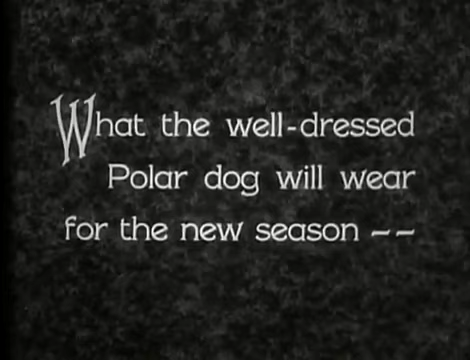 What the well-dressed
Polar dog will wear
for the new season --